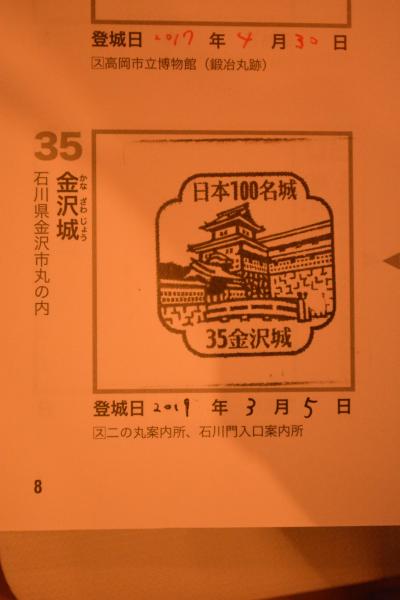 登城日 2017 年 4 月 30 日
ス高岡市立博物館（鍛冶丸跡）
35
金沢城
かなざわじょう
石川県金沢市丸の内
日本100名城
35金沢城
登城日 2019 年 3 月 5 日
ス二の丸案内所、石川門入口案内所
8